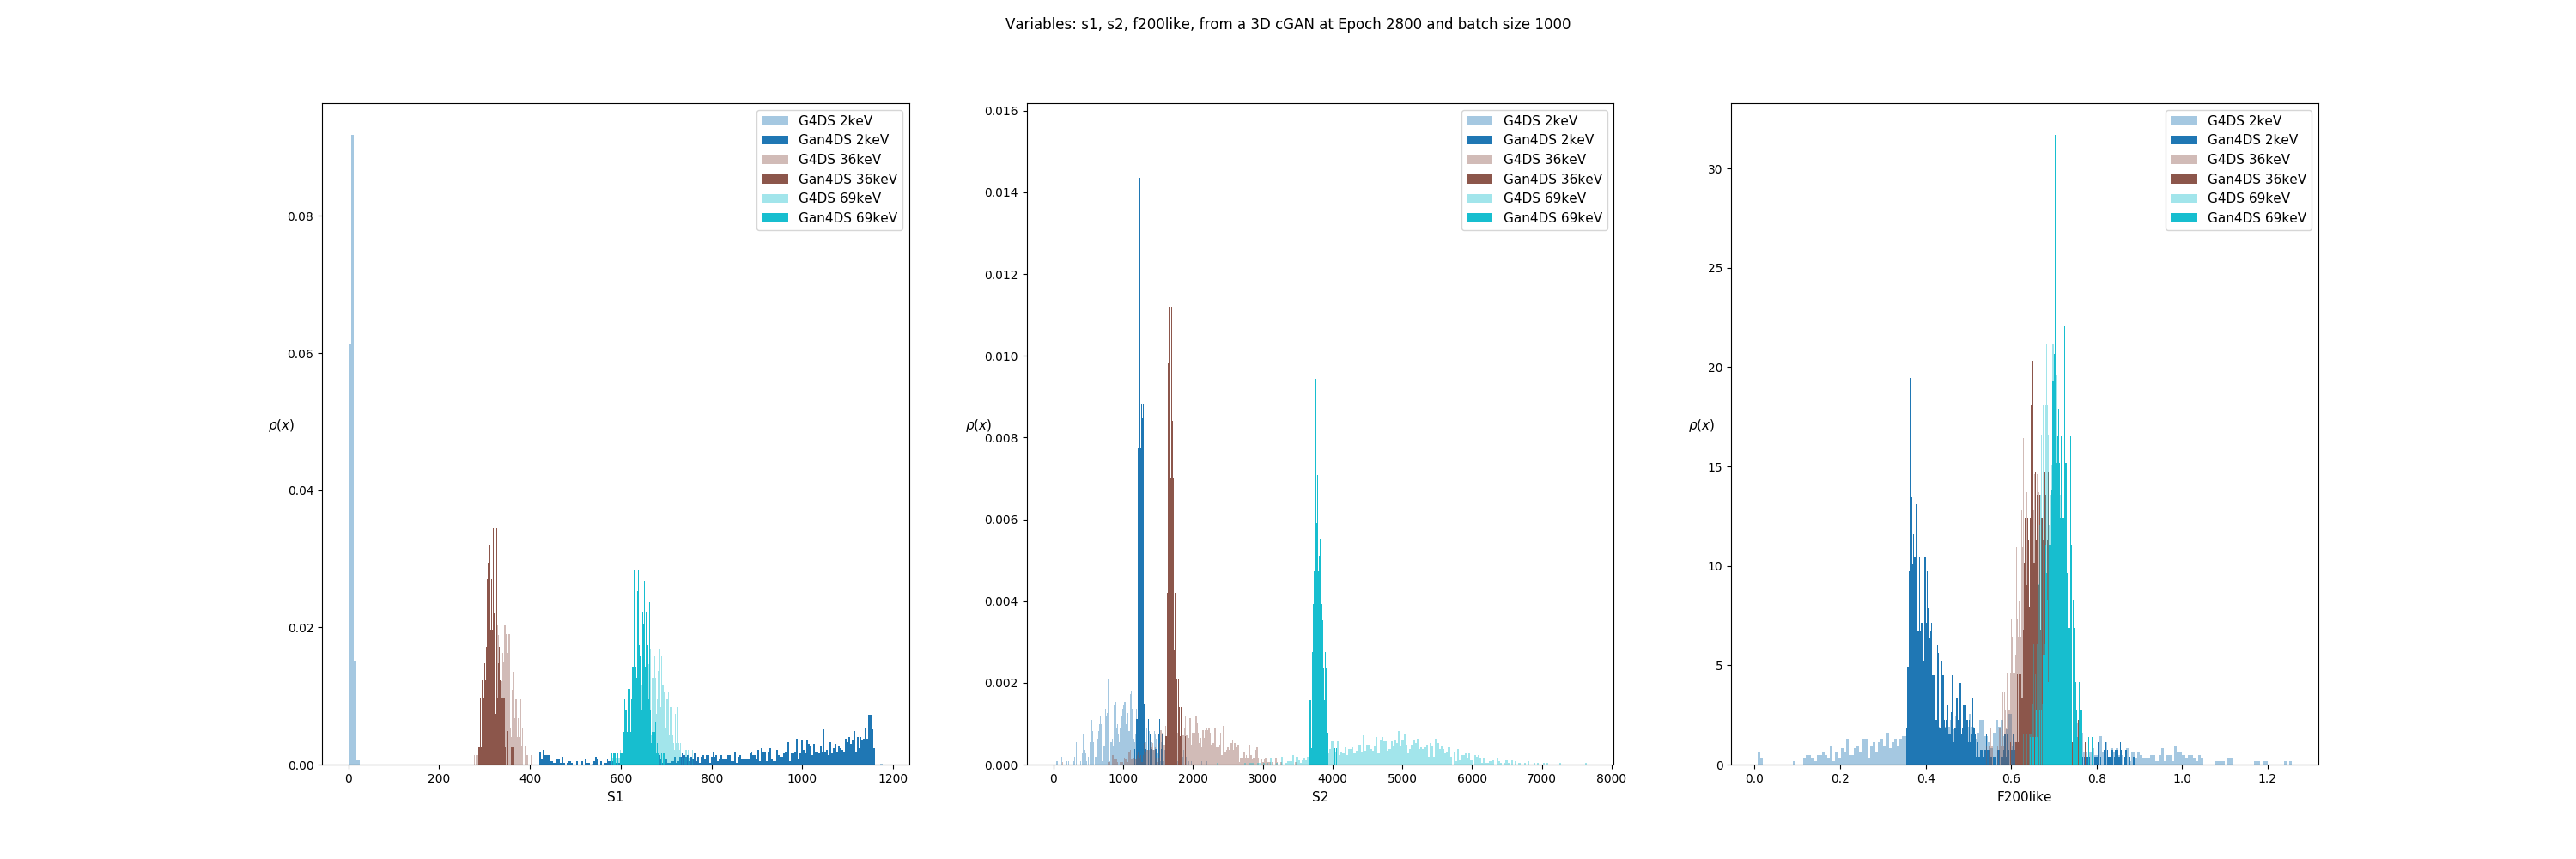 Variables: s1, s2, f200like, from a 3D cGAN at Epoch 2800 and batch size 1000
G4DS 2keV
Gan4DS 2keV
G4DS 36keV
Gan4DS 36keV
G4DS 69keV
Gan4DS 69keV
0.08
0.06
0.04
0.02
0.00
ρ(x)
0
200
400
600
800
1000
1200
S1
G4DS 2keV
Gan4DS 2keV
G4DS 36keV
Gan4DS 36keV
G4DS 69keV
Gan4DS 69keV
0.016
0.014
0.012
0.010
0.008
0.006
0.004
0.002
0.000
ρ(x)
0
1000
2000
3000
4000
5000
6000
7000
8000
S2
G4DS 2keV
Gan4DS 2keV
G4DS 36keV
Gan4DS 36keV
G4DS 69keV
Gan4DS 69keV
30
25
20
15
10
5
0
ρ(x)
0.0
0.2
0.4
0.6
0.8
1.0
1.2
F200like